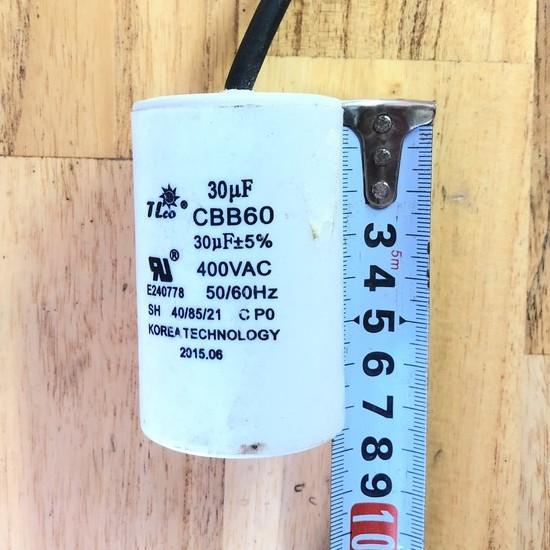 30µF
TLco® CBB60
30µF±5%
® 400VAC
E240778 50/60Hz
SH 40/85/21 C P0
KOREA TECHNOLOGY
2015.06
3
5m
4
5
6
7
8
9
10